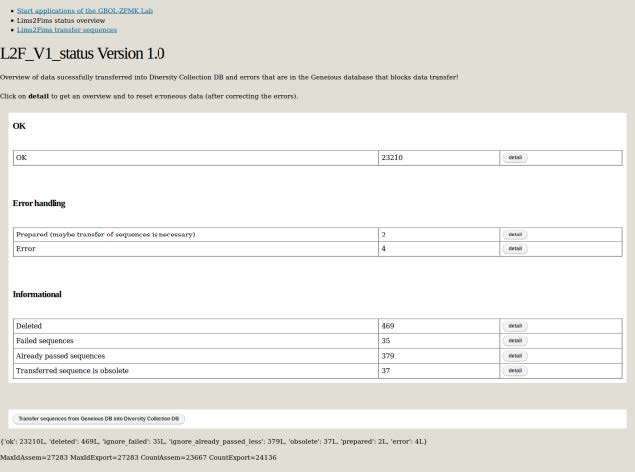 Start applications of the GBOL-ZFMK Lab
Lims2Fims status overview
Lims2Fims transfer sequences
L2F_V1_status Version 1.0
Overview of data sucessfully transferred into Diversity Collection DB and errors that are in the Geneious database that blocks data transfer!
Click on detail to get an overview and to reset erroneous data (after correcting the errors).
OK
OK 23210 detail
Error handling
Prepared (maybe transfer of sequences is necessary) 2 detail
Error 4 detail
Informational
Deleted 469 detail
Failed sequences 35 detail
Already passed sequences 379 detail
Transferred sequence is obsolete 37 detail
Transfer sequences from Geneious DB into Diversity Collection DB
{'ok': 23210L, 'deleted': 469L, 'ignore_failed': 35L, 'ignore_already_passed_less': 379L, 'obsolete': 37L, 'prepared': 2L, 'error': 4L}
MaxIdAssem=27283 MaxIdExport=27283 CountAssem=23667 CountExport=24136